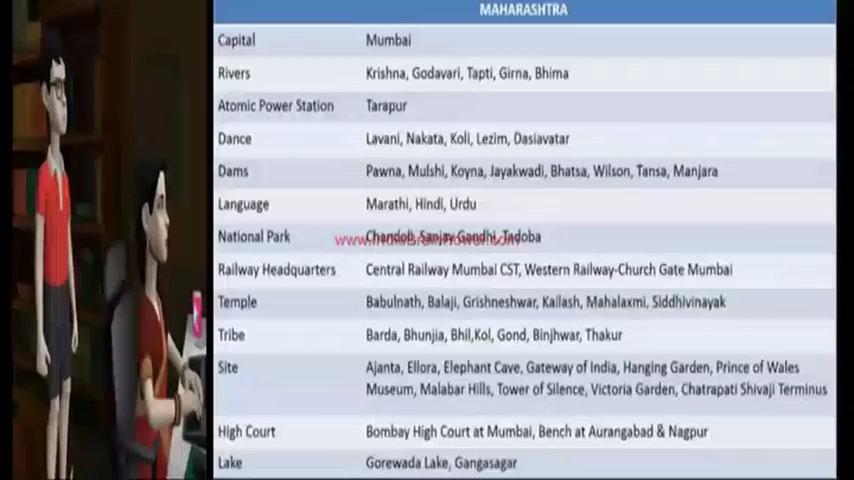 MAHARASHTRA
Capital Mumbai
Rivers Krishna, Godavari, Tapti, Girna, Bhima
Atomic Power Station Tarapur
Dance Lavani, Nakata, Koli, Lezim, Dasiavatar
Dams Pawna, Mulshi, Koyna, Jayakwadi, Bhatsa, Wilson, Tansa, Manjara
Language Marathi, Hindi, Urdu
National Park Chandoli, Sanjay Gandhi, Tadoba
Railway Headquarters Central Railway Mumbai CST, Western Railway-Church Gate Mumbai
Temple Babulnath, Balaji, Grishneshwar, Kailash, Mahalaxmi, Siddhivinayak
Tribe Barda, Bhunjia, Bhil,Kol, Gond, Binjhwar, Thakur
Site Ajanta, Ellora, Elephant Cave, Gateway of India, Hanging Garden, Prince of Wales
Museum, Malabar Hills, Tower of Silence, Victoria Garden, Chatrapati Shivaji Terminus
High Court Bombay High Court at Mumbai, Bench at Aurangabad & Nagpur
Lake Gorewada Lake, Gangasagar